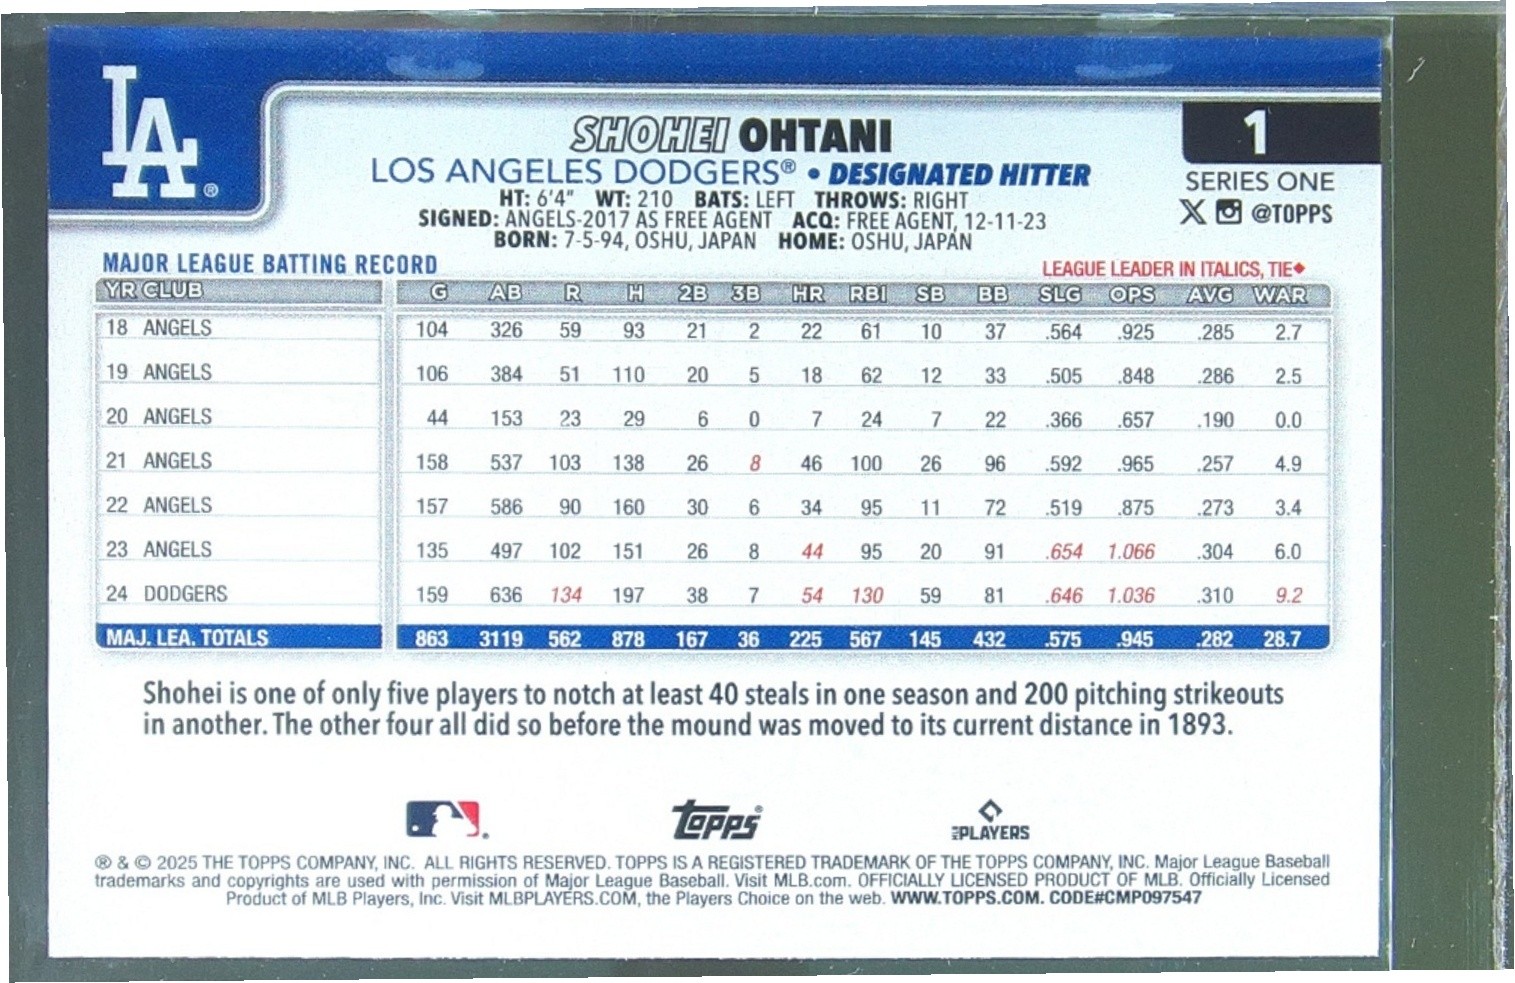 LA®
SHOHEI OHTANI
1
LOS ANGELES DODGERS® • DESIGNATED HITTER
SERIES ONE
HT: 6'4" WT: 210 BATS: LEFT THROWS: RIGHT
@TOPPS
SIGNED: ANGELS-2017 AS FREE AGENT ACQ: FREE AGENT, 12-11-23
BORN: 7-5-94, OSHU, JAPAN HOME: OSHU, JAPAN
MAJOR LEAGUE BATTING RECORD
LEAGUE LEADER IN ITALICS, TIE◆
YR CLUB G AB R H 2B 3B HR RBI SB BB SLG OPS AVG WAR
18 ANGELS 104 326 59 93 21 2 22 61 10 37 .564 .925 .285 2.7
19 ANGELS 106 384 51 110 20 5 18 62 12 33 .505 .848 .286 2.5
20 ANGELS 44 153 23 29 6 0 7 24 7 22 .366 .657 .190 0.0
21 ANGELS 158 537 103 138 26 8 46 100 26 96 .592 .965 .257 4.9
22 ANGELS 157 586 90 160 30 6 34 95 11 72 .519 .875 .273 3.4
23 ANGELS 135 497 102 151 26 8 44 95 20 91 .654 1.066 .304 6.0
24 DODGERS 159 636 134 197 38 7 54 130 59 81 .646 1.036 .310 9.2
MAJ. LEA. TOTALS 863 3119 562 878 167 36 225 567 145 432 .575 .945 .282 28.7
Shohei is one of only five players to notch at least 40 steals in one season and 200 pitching strikeouts
in another. The other four all did so before the mound was moved to its current distance in 1893.
Topps®
MLB PLAYERS
® & © 2025 THE TOPPS COMPANY, INC. ALL RIGHTS RESERVED. TOPPS IS A REGISTERED TRADEMARK OF THE TOPPS COMPANY, INC. Major League Baseball
trademarks and copyrights are used with permission of Major League Baseball. Visit MLB.com. OFFICIALLY LICENSED PRODUCT OF MLB. Officially Licensed
Product of MLB Players, Inc. Visit MLBPLAYERS.COM, the Players Choice on the web. WWW.TOPPS.COM. CODE#CMP097547